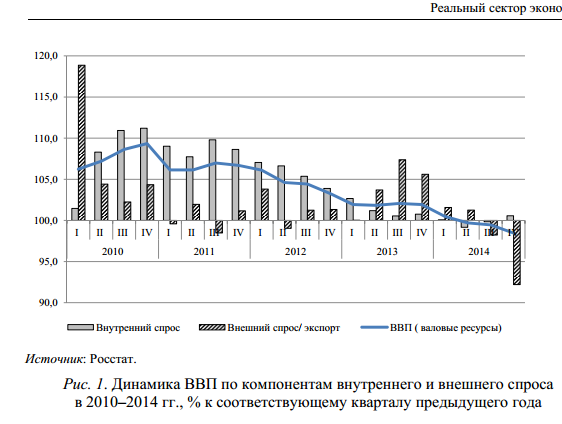 Реальный сектор эконо
120,0
115,0
110,0
105,0
100,0
95,0
90,0
I II III IV I II III IV I II III IV I II III IV I II III IV
2010 2011 2012 2013 2014
Внутренний спрос Внешний спрос/ экспорт ВВП ( валовые ресурсы)
Источник: Росстат.
Рис. 1. Динамика ВВП по компонентам внутреннего и внешнего спроса
в 2010–2014 гг., % к соответствующему кварталу предыдущего года